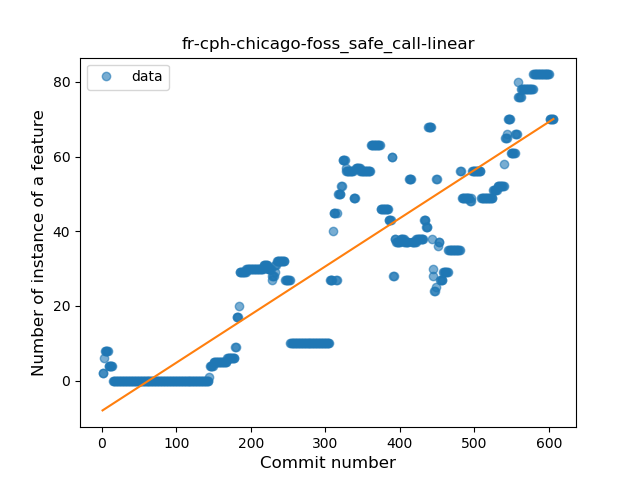 fr-cph-chicago-foss_safe_call-linear
data
Number of instance of a feature
80
60
40
20
0
0 100 200 300 400 500 600
Commit number